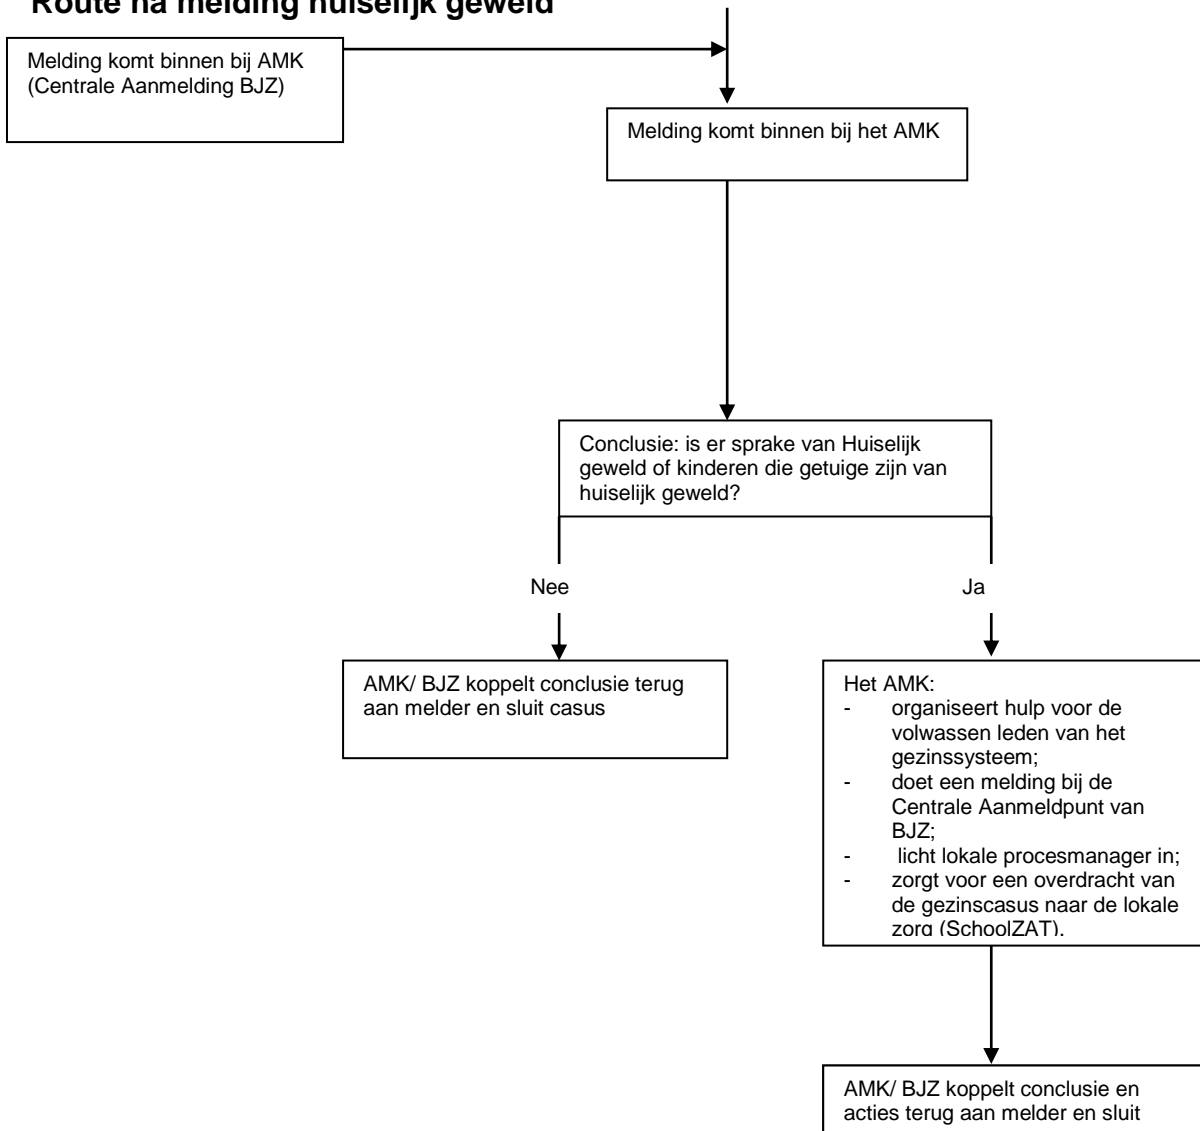 Route na melding huiselijk geweld
Melding komt binnen bij AMK
(Centrale Aanmelding BJZ)
Melding komt binnen bij het AMK
Conclusie: is er sprake van Huiselijk
geweld of kinderen die getuige zijn van
huiselijk geweld?
Nee
Ja
AMK/ BJZ koppelt conclusie terug
aan melder en sluit casus
Het AMK:
- organiseert hulp voor de
volwassen leden van het
gezinssysteem;
- doet een melding bij de
Centrale Aanmeldpunt van
BJZ;
- licht lokale procesmanager in;
- zorgt voor een overdracht van
de gezinscasus naar de lokale
zorg (SchoolZAT).
AMK/ BJZ koppelt conclusie en
acties terug aan melder en sluit